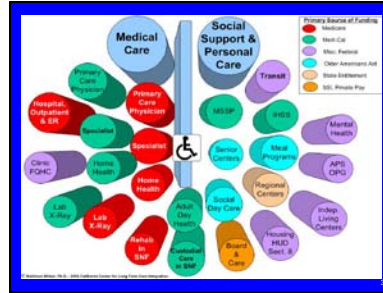 Medical
Care
Social
Support &
Personal
Care
Primary Source of Funding
Medicare
Medi-Cal
Misc. Federal
Older Americans Act
State Entitlement
SSI, Private Pay
Primary
Care
Physician
Hospital,
Outpatient
& ER
Primary
Care
Physician
Specialist
Specialist
Clinic
FQHC
Home
Health
Home
Health
Lab
X-Ray
Lab
X-Ray
Rehab
in SNF
Adult
Day
Health
Custodial
Care
in SNF
Transit
MSSP
IHSS
Mental
Health
Senior
Centers
Meal
Programs
APS
OPG
Regional
Centers
Social
Day Care
Indep.
Living
Centers
Housing
HUD
Sect. 8
Board
& Care